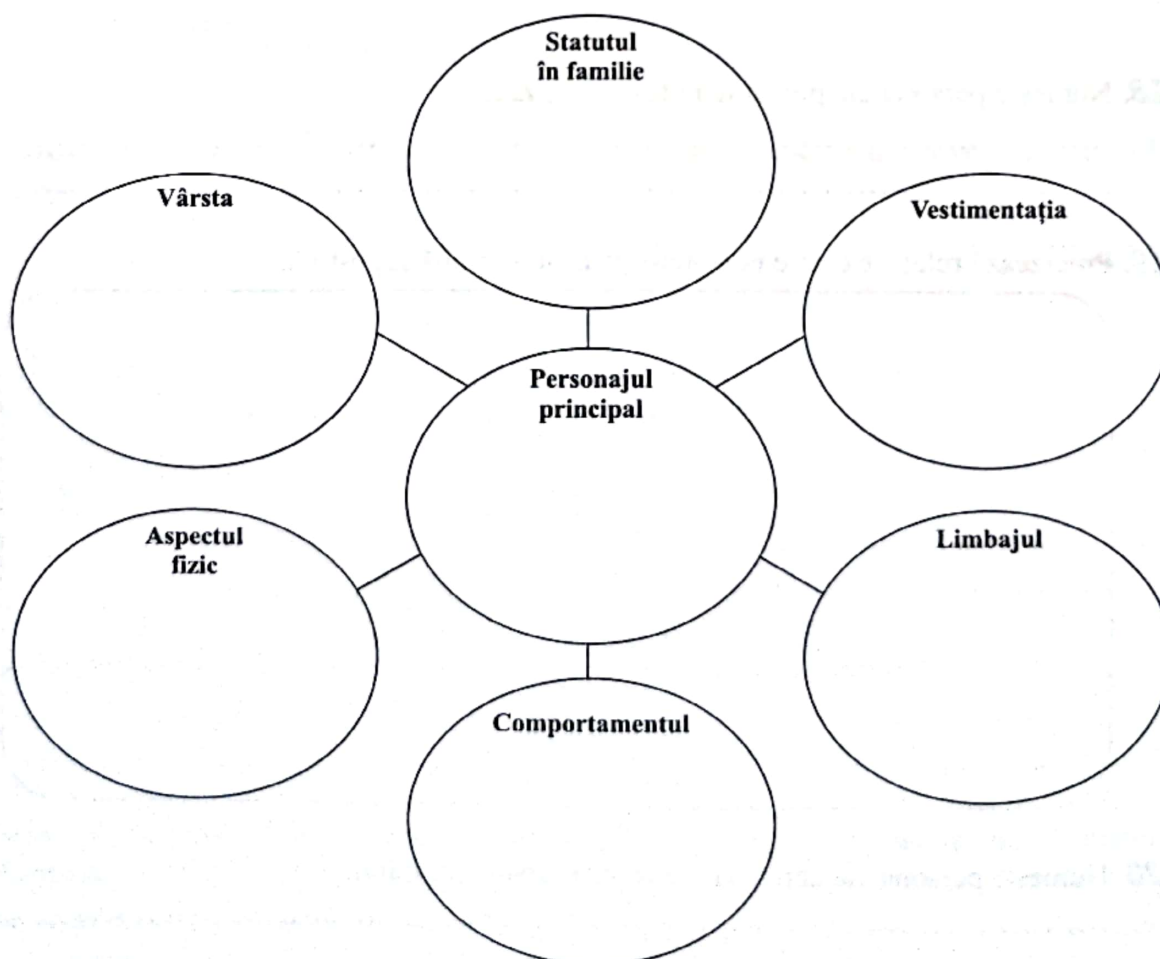 Statutul
în familie
Vârsta
Vestimentația
Personajul
principal
Aspectul
fizic
Limbajul
Comportamentul